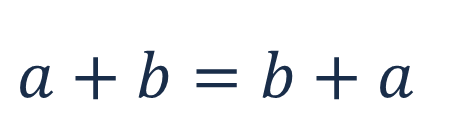 a + b = b + a